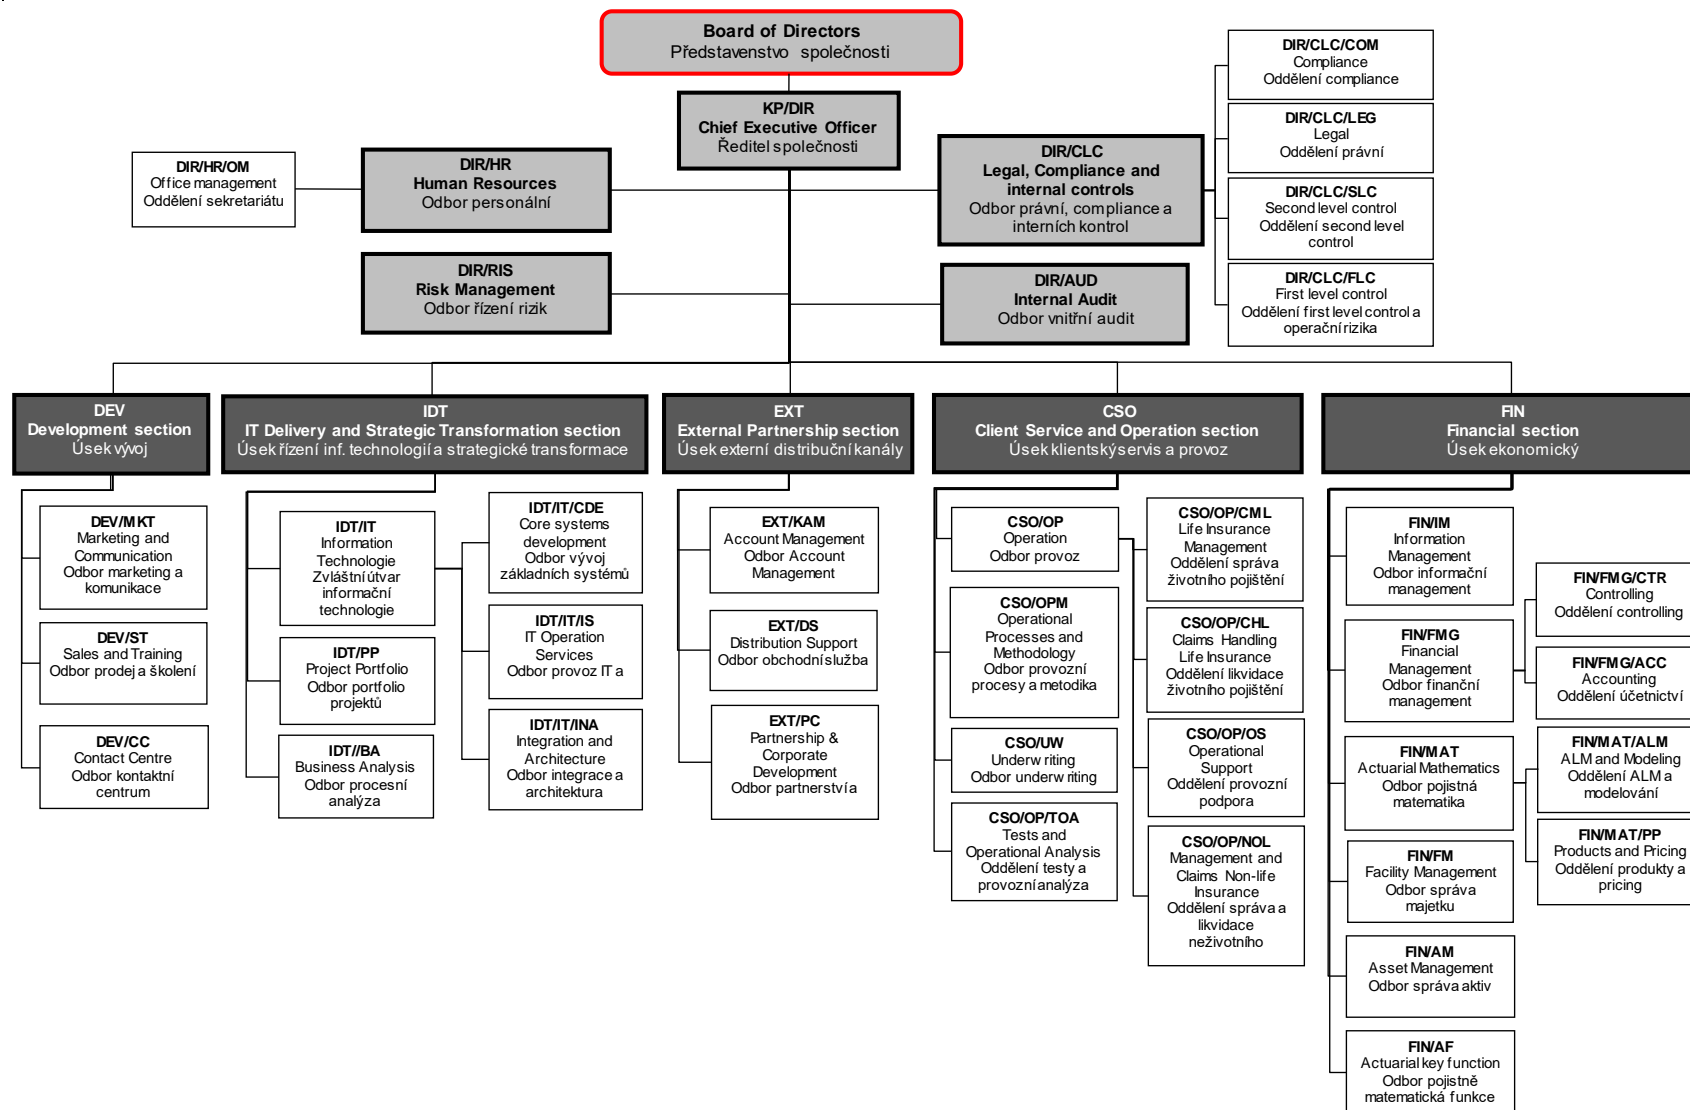 Board of Directors
Představenstvo společnosti
KP/DIR
Chief Executive Officer
Ředitel společnosti
DIR/HR/OM
Office management
Oddělení sekretariátu
DIR/HR
Human Resources
Odbor personální
DIR/CLC
Legal, Compliance and
internal controls
Odbor právní, compliance a
interních kontrol
DIR/CLC/COM
Compliance
Oddělení compliance
DIR/CLC/LEG
Legal
Oddělení právní
DIR/CLC/SLC
Second level control
Oddělení second level
control
DIR/CLC/FLC
First level control
Oddělení first level control a
operační rizika
DIR/RIS
Risk Management
Odbor řízení rizik
DIR/AUD
Internal Audit
Odbor vnitřní audit
DEV
Development section
Úsek vývoj
IDT
IT Delivery and Strategic Transformation section
Úsek řízení inf. technologií a strategické transformace
EXT
External Partnership section
Úsek externí distribuční kanály
CSO
Client Service and Operation section
Úsek klientský servis a provoz
FIN
Financial section
Úsek ekonomický
DEV/MKT
Marketing and
Communication
Odbor marketing a
komunikace
DEV/ST
Sales and Training
Odbor prodej a školení
DEV/CC
Contact Centre
Odbor kontaktní
centrum
IDT/IT
Information
Technologie
Zvláštní útvar
informační
technologie
IDT/PP
Project Portfolio
Odbor portfolio
projektů
IDT//BA
Business Analysis
Odbor procesní
analýza
IDT/IT/CDE
Core systems
development
Odbor vývoj
základních systémů
IDT/IT/IS
IT Operation
Services
Odbor provoz IT a
IDT/IT/INA
Integration and
Architecture
Odbor integrace a
architektura
EXT/KAM
Account Management
Odbor Account
Management
EXT/DS
Distribution Support
Odbor obchodní služba
EXT/PC
Partnership &
Corporate
Development
Odbor partnerství a
CSO/OP
Operation
Odbor provoz
CSO/OPM
Operational
Processes and
Methodology
Odbor provozní
procesy a metodika
CSO/UW
Underwriting
Odbor underwriting
CSO/OP/TOA
Tests and
Operational Analysis
Oddělení testy a
provozní analýza
CSO/OP/CML
Life Insurance
Management
Oddělení správa
životního pojištění
CSO/OP/CHL
Claims Handling
Life Insurance
Oddělení likvidace
životního pojištění
CSO/OP/OS
Operational
Support
Oddělení provozní
podpora
CSO/OP/NOL
Management and
Claims Non-life
Insurance
Oddělení správa a
likvidace
neživotního
FIN/IM
Information
Management
Odbor informační
management
FIN/FMG
Financial
Management
Odbor finanční
management
FIN/MAT
Actuarial Mathematics
Odbor pojistná
matematika
FIN/FM
Facility Management
Odbor správa
majetku
FIN/AM
Asset Management
Odbor správa aktiv
FIN/AF
Actuarial key function
Odbor pojistně
matematická funkce
FIN/FMG/CTR
Controlling
Oddělení controlling
FIN/FMG/ACC
Accounting
Oddělení účetnictví
FIN/MAT/ALM
ALM and Modeling
Oddělení ALM a
modelování
FIN/MAT/PP
Products and Pricing
Oddělení produkty a
pricing